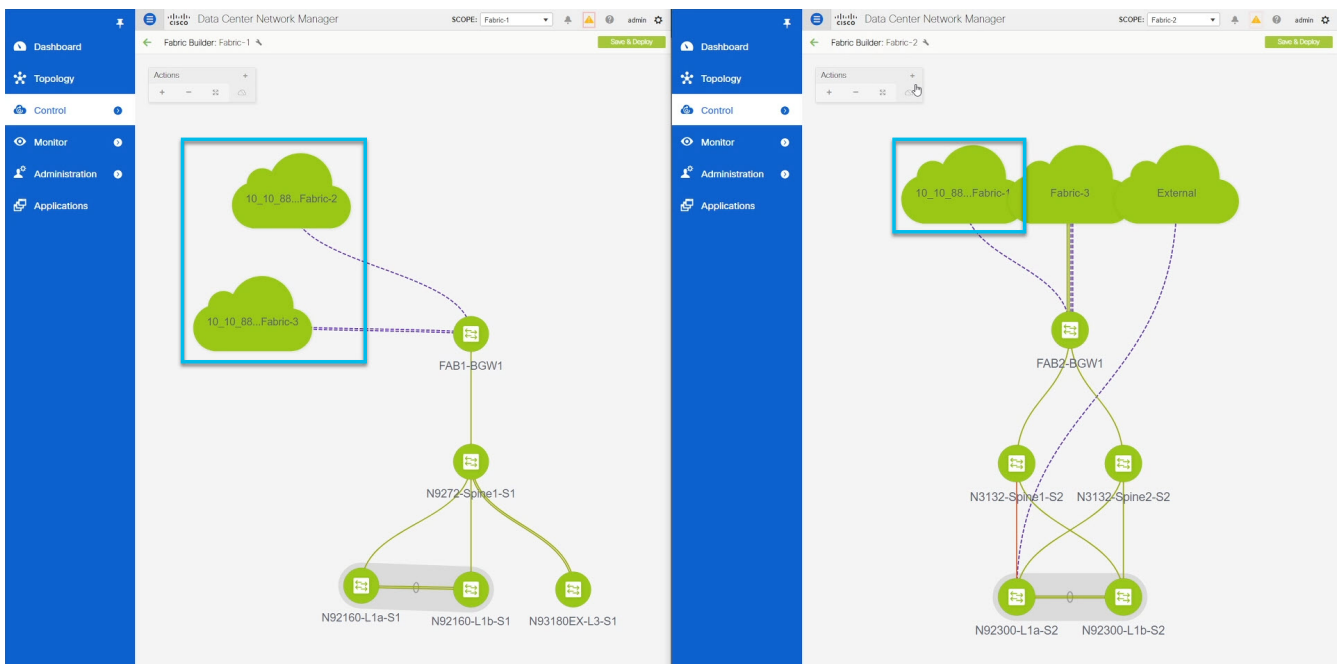 cisco Data Center Network Manager SCOPE: Fabric-1 admin
Fabric Builder: Fabric-1 Save & Deploy
Dashboard
Topology
Control
Monitor
Administration
Applications
Actions +
+ −
10_10_88...Fabric-2
10_10_88...Fabric-3
FAB1-BGW1
N9272-Spine1-S1
N92160-L1a-S1 N92160-L1b-S1 N93180EX-L3-S1
cisco Data Center Network Manager SCOPE: Fabric-2 admin
Fabric Builder: Fabric-2 Save & Deploy
Dashboard
Topology
Control
Monitor
Administration
Applications
Actions +
+ −
10_10_88...Fabric-1 Fabric-3 External
FAB2-BGW1
N3132-Spine1-S2 N3132-Spine2-S2
N92300-L1a-S2 N92300-L1b-S2